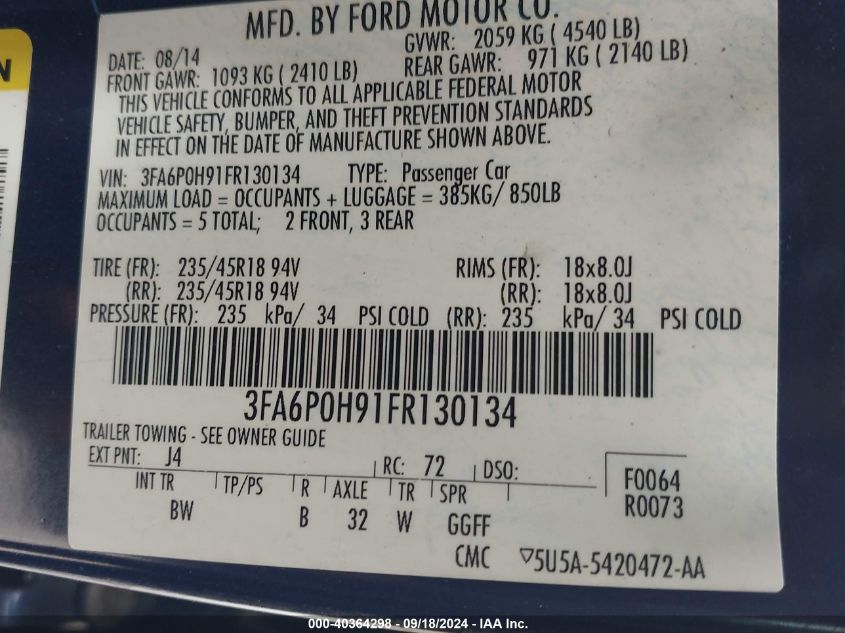 MFD. BY FORD MOTOR CO.
DATE: 08/14 GVWR: 2059 KG ( 4540 LB)
FRONT GAWR: 1093 KG ( 2410 LB) REAR GAWR: 971 KG ( 2140 LB)
THIS VEHICLE CONFORMS TO ALL APPLICABLE FEDERAL MOTOR
VEHICLE SAFETY, BUMPER, AND THEFT PREVENTION STANDARDS
IN EFFECT ON THE DATE OF MANUFACTURE SHOWN ABOVE.
VIN: 3FA6P0H91FR130134 TYPE: Passenger Car
MAXIMUM LOAD = OCCUPANTS + LUGGAGE = 385KG/ 850LB
OCCUPANTS = 5 TOTAL; 2 FRONT, 3 REAR
TIRE (FR): 235/45R18 94V RIMS (FR): 18x8.0J
(RR): 235/45R18 94V (RR): 18x8.0J
PRESSURE (FR): 235 kPa/ 34 PSI COLD (RR): 235 kPa/ 34 PSI COLD
3FA6P0H91FR130134
TRAILER TOWING - SEE OWNER GUIDE
EXT PNT: J4 RC: 72 DSO:
INT TR TP/PS R AXLE TR SPR
BW B 32 W GGFF
F0064
R0073
CMC ▽5U5A-5420472-AA
000-40364298 - 09/18/2024 - IAA Inc.